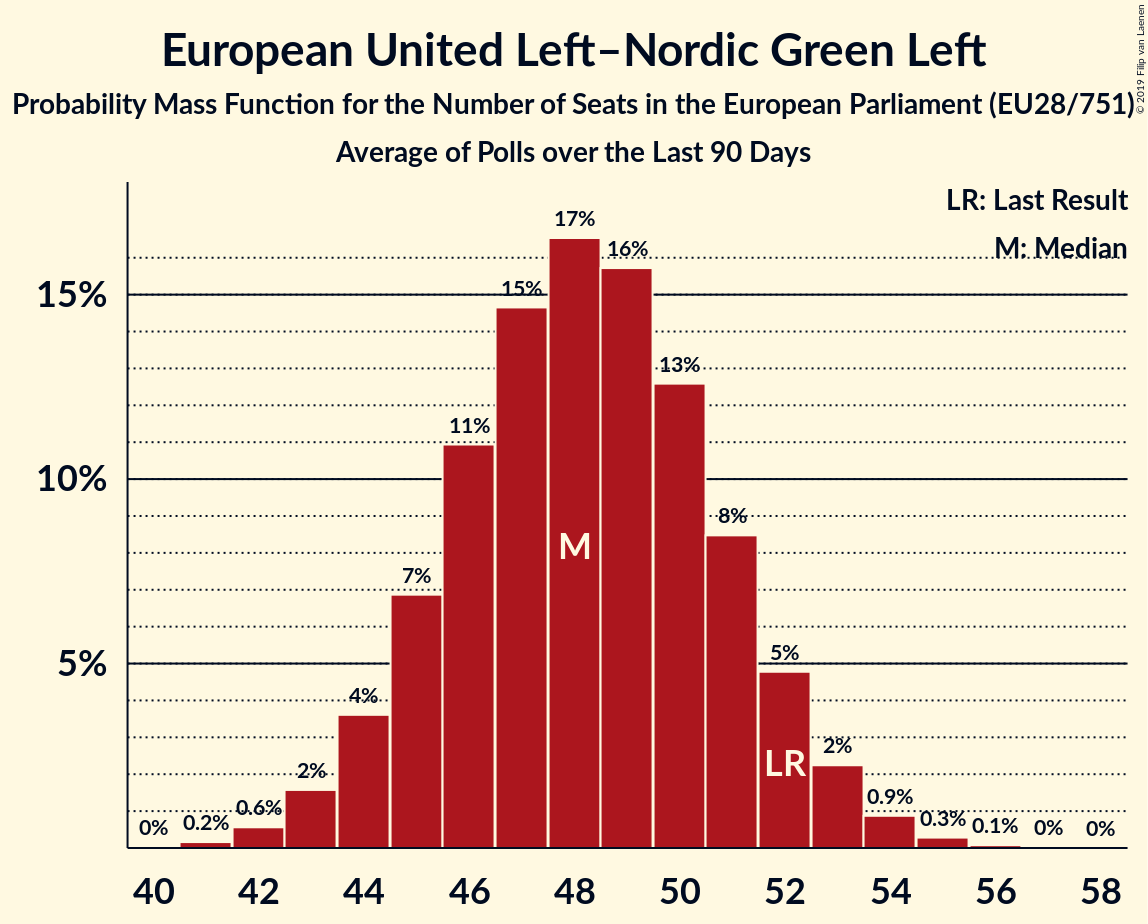 European United Left–Nordic Green Left
Probability Mass Function for the Number of Seats in the European Parliament (EU28/751)
Average of Polls over the Last 90 Days
© 2019 Filip van Laenen
LR: Last Result
M: Median
15%
10%
5%
0%
0.2%
0.6%
2%
4%
7%
11%
15%
17%
16%
13%
8%
5%
2%
0.9%
0.3%
0.1%
0%
0%
M
LR
40 42 44 46 48 50 52 54 56 58